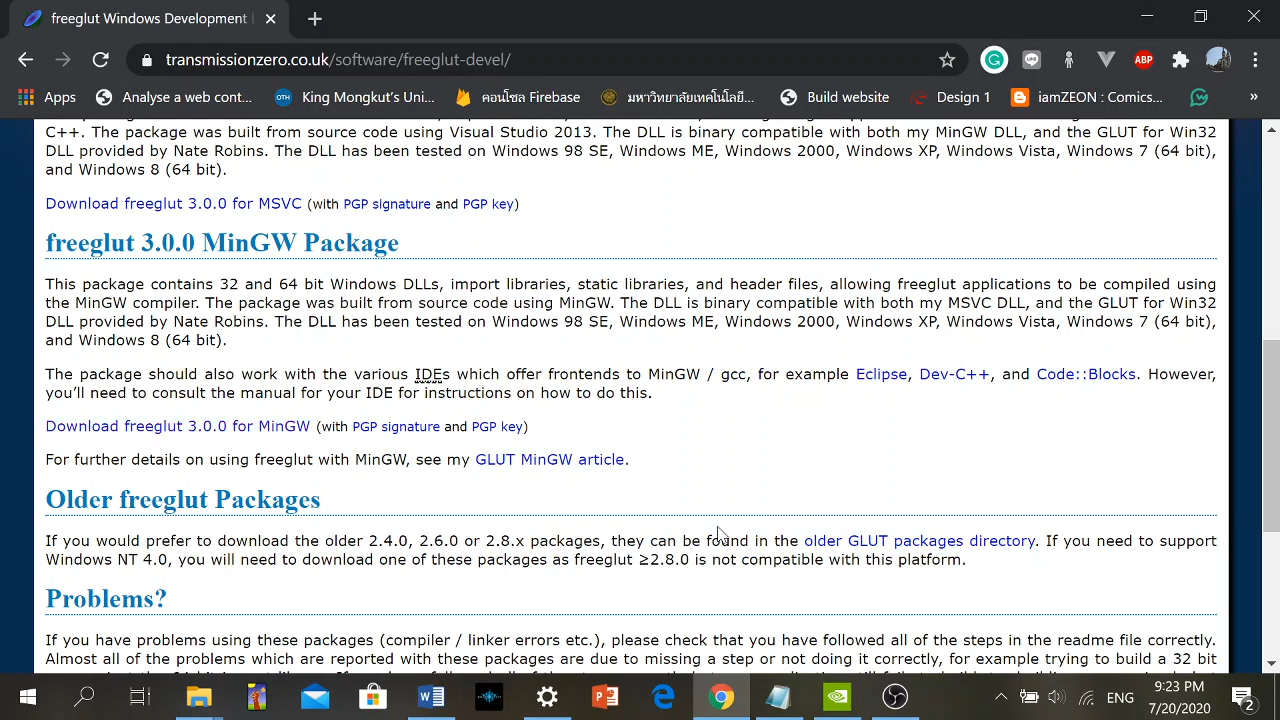 freeglut Windows Development
transmissionzero.co.uk/software/freeglut-devel/
Apps Analyse a web cont... King Mongkut's Uni... คอนโซล Firebase มหาวิทยาลัยเทคโนโลยี... Build website Design 1 iamZEON : Comics... »
C++. The package was built from source code using Visual Studio 2013. The DLL is binary compatible with both my MinGW DLL, and the GLUT for Win32
DLL provided by Nate Robins. The DLL has been tested on Windows 98 SE, Windows ME, Windows 2000, Windows XP, Windows Vista, Windows 7 (64 bit),
and Windows 8 (64 bit).
Download freeglut 3.0.0 for MSVC (with PGP signature and PGP key)
freeglut 3.0.0 MinGW Package
This package contains 32 and 64 bit Windows DLLs, import libraries, static libraries, and header files, allowing freeglut applications to be compiled using
the MinGW compiler. The package was built from source code using MinGW. The DLL is binary compatible with both my MSVC DLL, and the GLUT for Win32
DLL provided by Nate Robins. The DLL has been tested on Windows 98 SE, Windows ME, Windows 2000, Windows XP, Windows Vista, Windows 7 (64 bit),
and Windows 8 (64 bit).
The package should also work with the various IDEs which offer frontends to MinGW / gcc, for example Eclipse, Dev-C++, and Code::Blocks. However,
you'll need to consult the manual for your IDE for instructions on how to do this.
Download freeglut 3.0.0 for MinGW (with PGP signature and PGP key)
For further details on using freeglut with MinGW, see my GLUT MinGW article.
Older freeglut Packages
If you would prefer to download the older 2.4.0, 2.6.0 or 2.8.x packages, they can be found in the older GLUT packages directory. If you need to support
Windows NT 4.0, you will need to download one of these packages as freeglut ≥2.8.0 is not compatible with this platform.
Problems?
If you have problems using these packages (compiler / linker errors etc.), please check that you have followed all of the steps in the readme file correctly.
Almost all of the problems which are reported with these packages are due to missing a step or not doing it correctly, for example trying to build a 32 bit
ENG
9:23 PM
7/20/2020
2